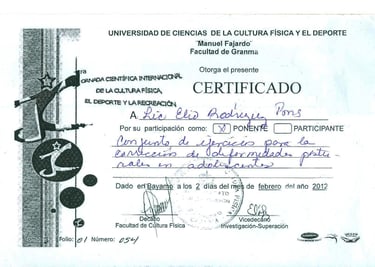 UNIVERSIDAD DE CIENCIAS DE LA CULTURA FÍSICA Y EL DEPORTE
"Manuel Fajardo"
Facultad de Granma
Otorga el presente
JORNADA CIENTÍFICA INTERNACIONAL
DE LA CULTURA FÍSICA,
EL DEPORTE Y LA RECREACIÓN
CERTIFICADO
A Lic Elio Rodríguez Pons
Por su participación como: PONENTE PARTICIPANTE
Conjunto de ejercicios para la
corrección de deformidades postu-
rales en adolescentes
Dado en Bayamo a los 2 días del mes de febrero del año 2012
Decano
Vicedecano
Facultad de Cultura Física
Investigación-Superación
Folio: 01 Número: 0541